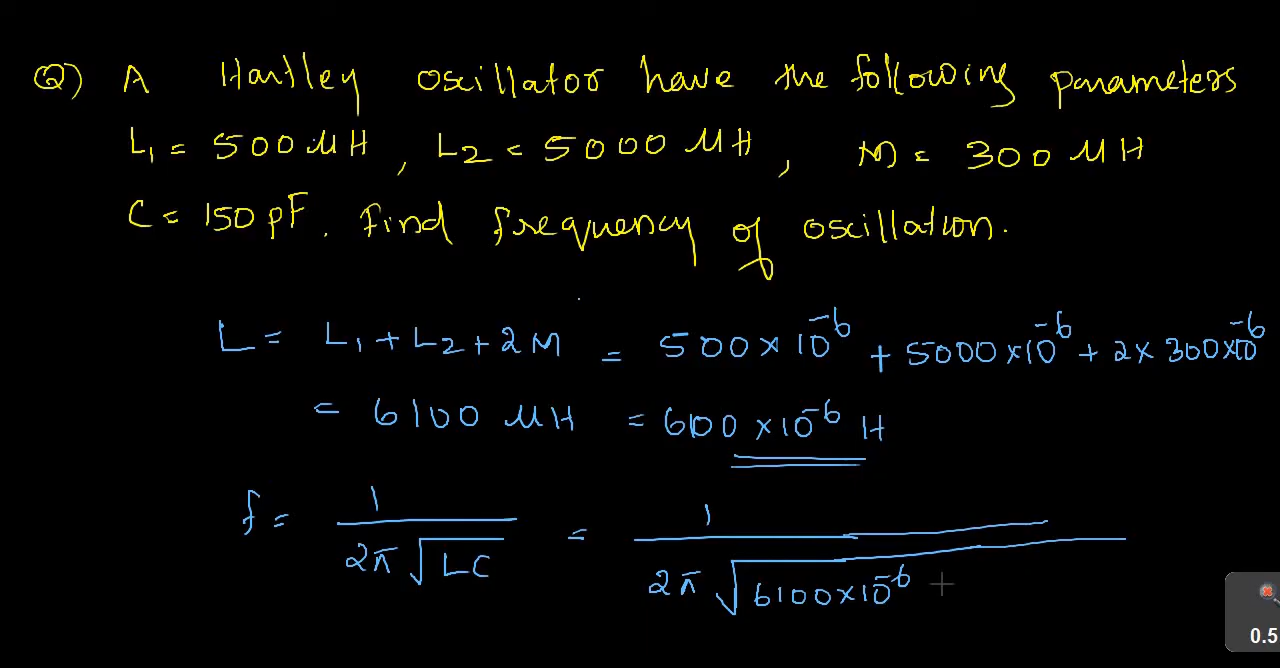 Q) A Hartley oscillator have the following parameters
L₁ = 500 μH, L₂ = 5000 μH, M = 300 μH
C = 150 pF. Find frequency of oscillation.
L = L₁ + L₂ + 2M = 500 × 10⁻⁶ + 5000 × 10⁻⁶ + 2 × 300 × 10⁻⁶
= 6100 μH = 6100 × 10⁻⁶ H
f = 1 / 2π √LC = 1 / 2π √6100 × 10⁻⁶
0.5